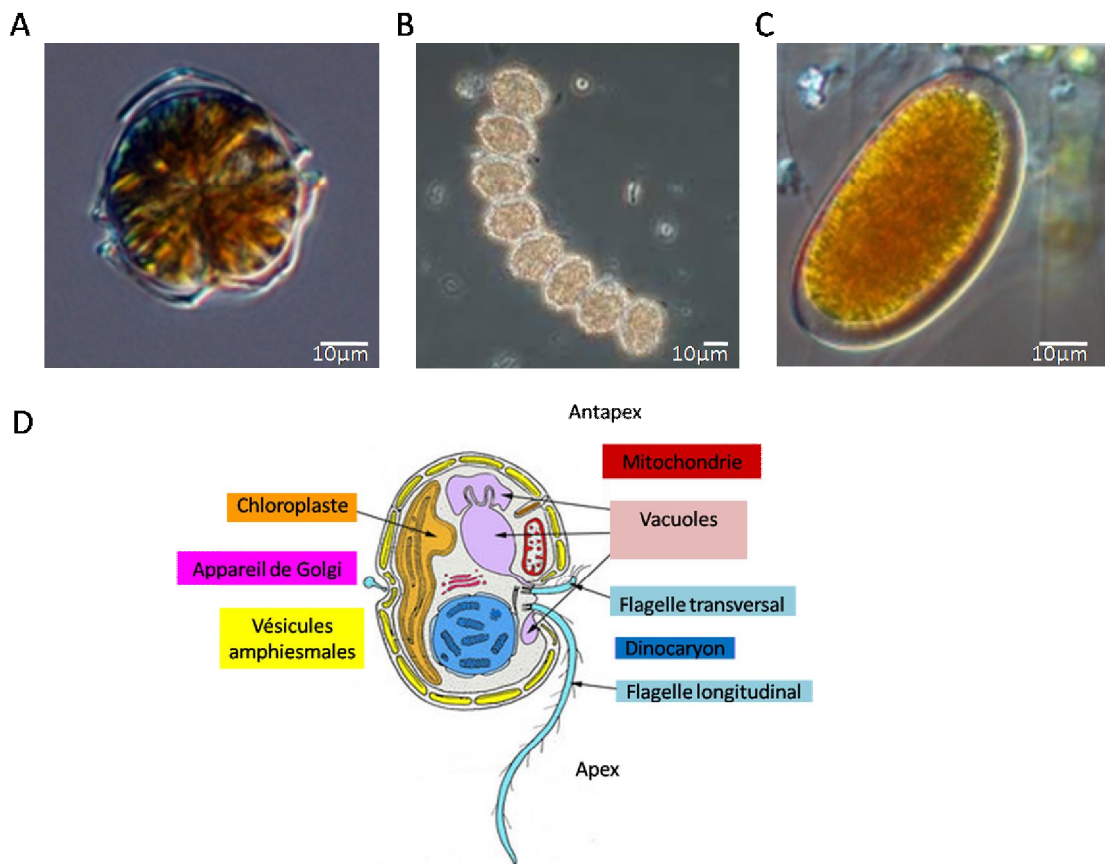 A
B
C
10µm
10µm
10µm
D
Antapex
Mitochondrie
Chloroplaste
Vacuoles
Appareil de Golgi
Flagelle transversal
Vésicules
amphiesmales
Dinocaryon
Flagelle longitudinal
Apex